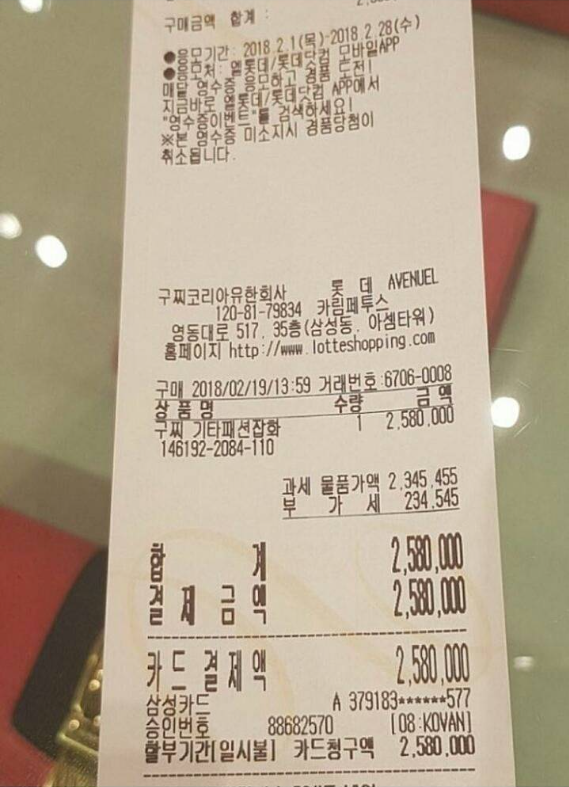 구매금액 합계 :
●응모기간: 2018.2.1(목)-2018.2.28(수)
●응모처: 엘롯데/롯데닷컴 모바일APP
매달 영수증 응모하고 경품 도전!
지금바로 엘롯데/롯데닷컴 APP에서
"영수증이벤트"를 검색하세요!
※본 영수증 미소지시 경품당첨이
취소됩니다.
구찌코리아유한회사 롯 데 AVENUEL
120-81-79834 카림페투스
영동대로 517, 35층(삼성동, 아셈타워)
홈페이지 http://www.lotteshopping.com
구매 2018/02/19/13:59 거래번호:6706-0008
상 품 명 수량 금 액
구찌 기타패션잡화 1 2,580,000
146192-2084-110
과세 물품가액 2,345,455
부 가 세 234,545
합 계 2,580,000
결 제 금 액 2,580,000
카 드 결 제 액 2,580,000
삼성카드 A 379183******577
승인번호 88682570 [08:KOVAN]
할부기간[일시불] 카드청구액 2,580,000